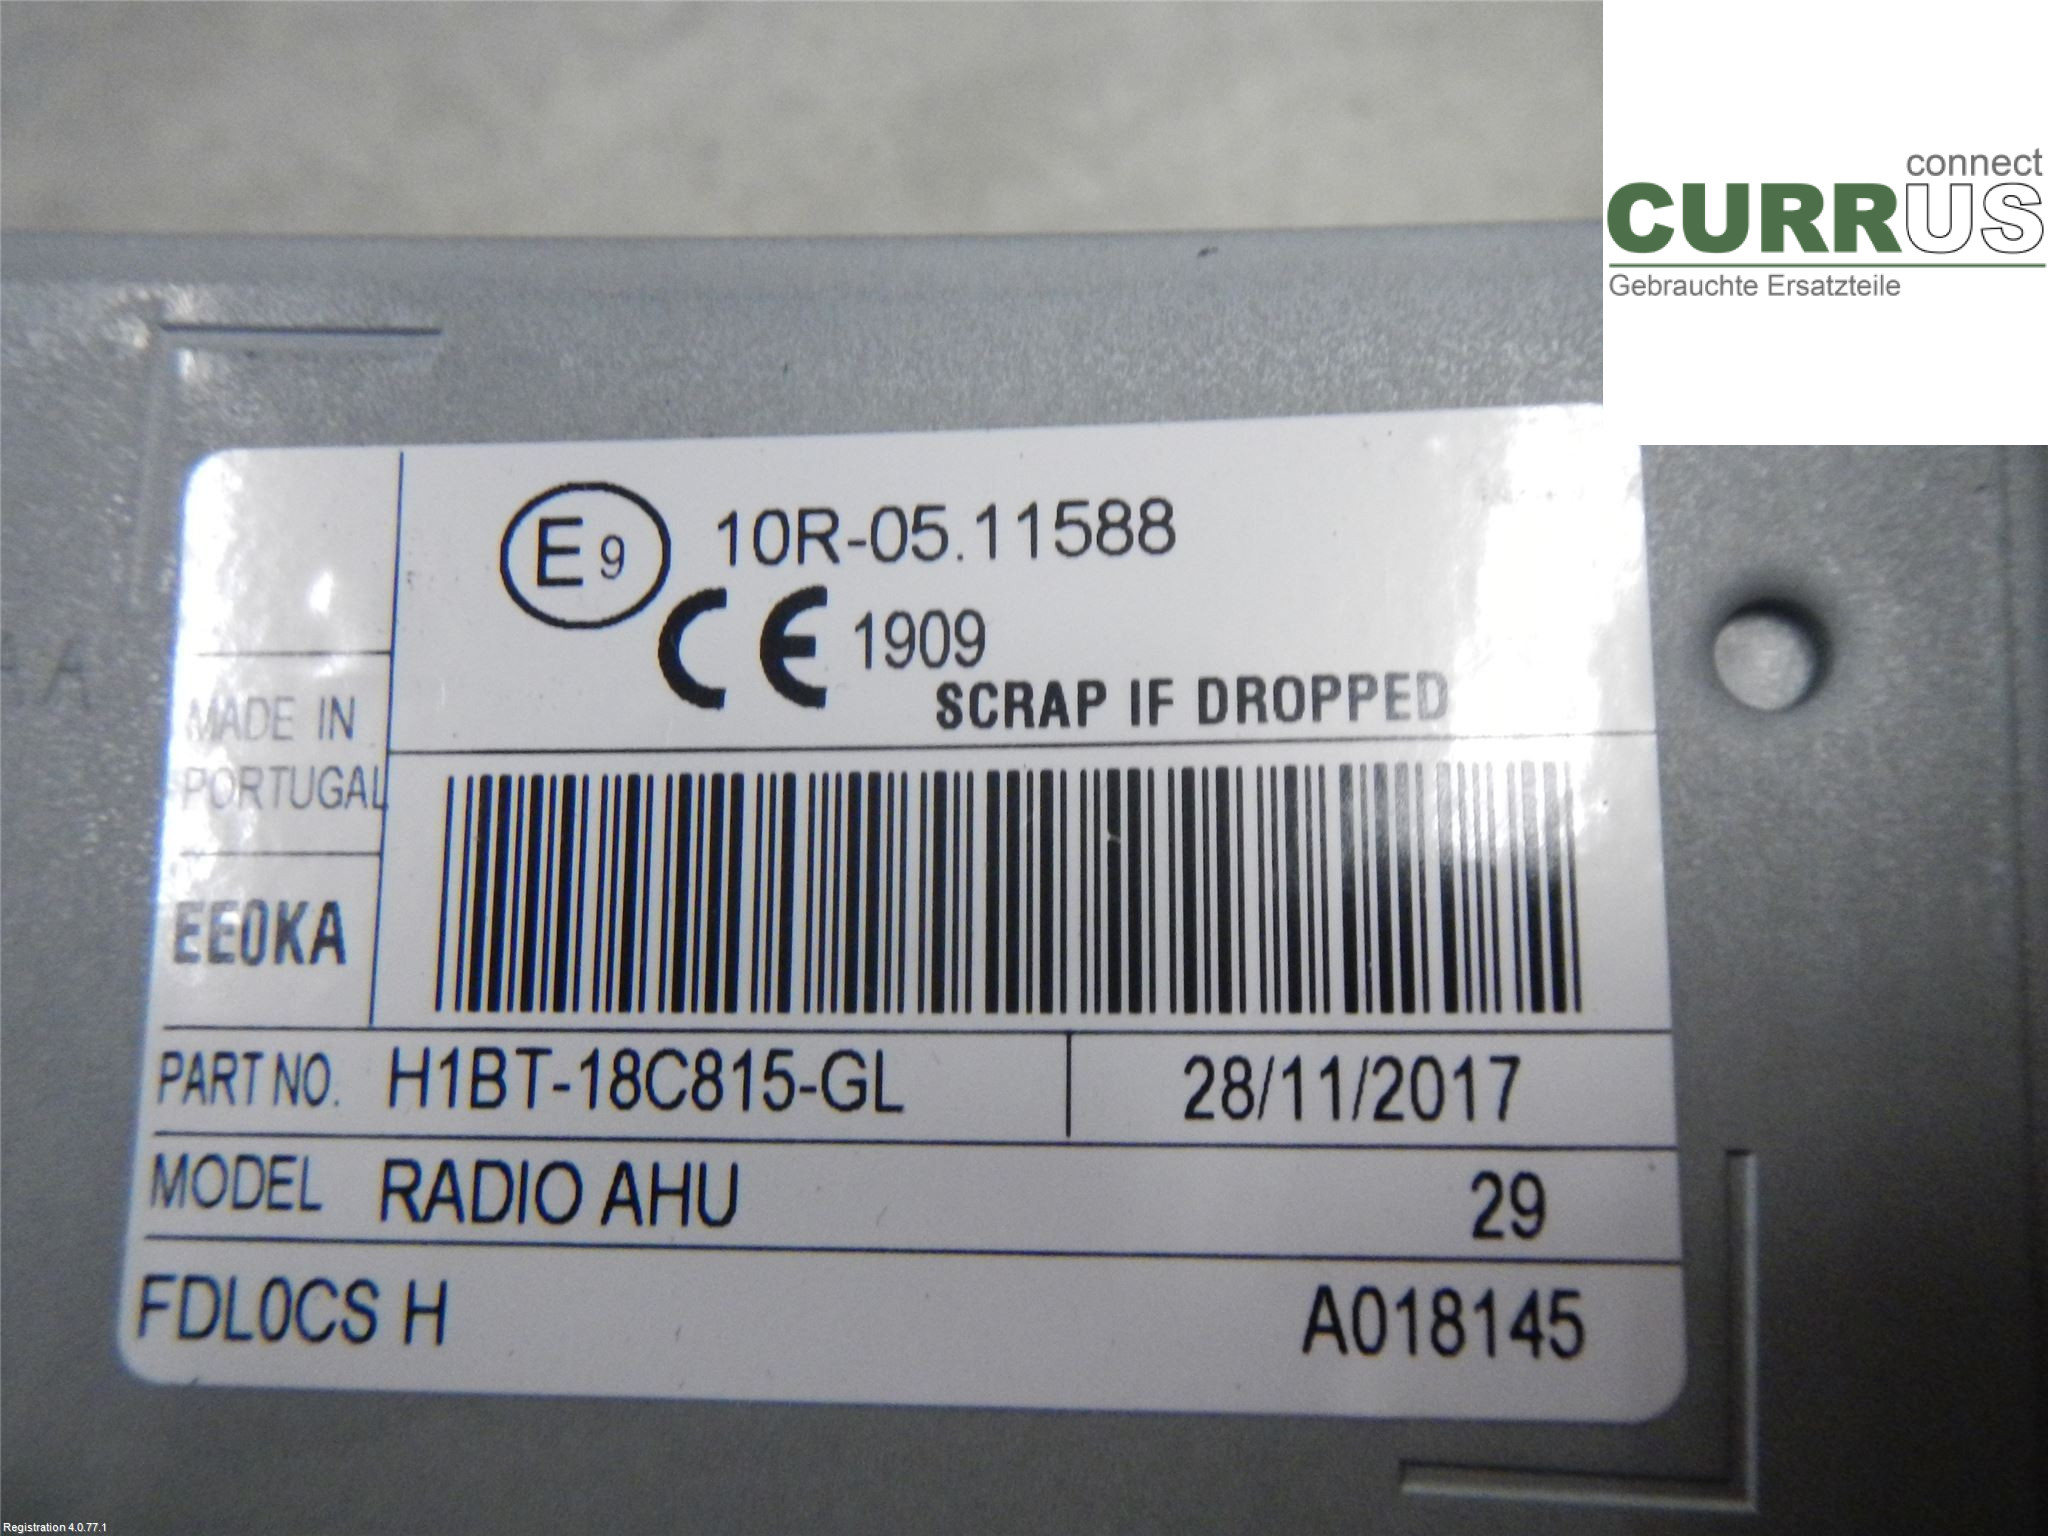 connect
CURRUS
Gebrauchte Ersatzteile
E9 10R-05.11588
CE 1909
SCRAP IF DROPPED
MADE IN
PORTUGAL
EE0KA
PART NO. H1BT-18C815-GL 28/11/2017
MODEL RADIO AHU 29
FDL0CS H A018145
Registration 4.0.77.1